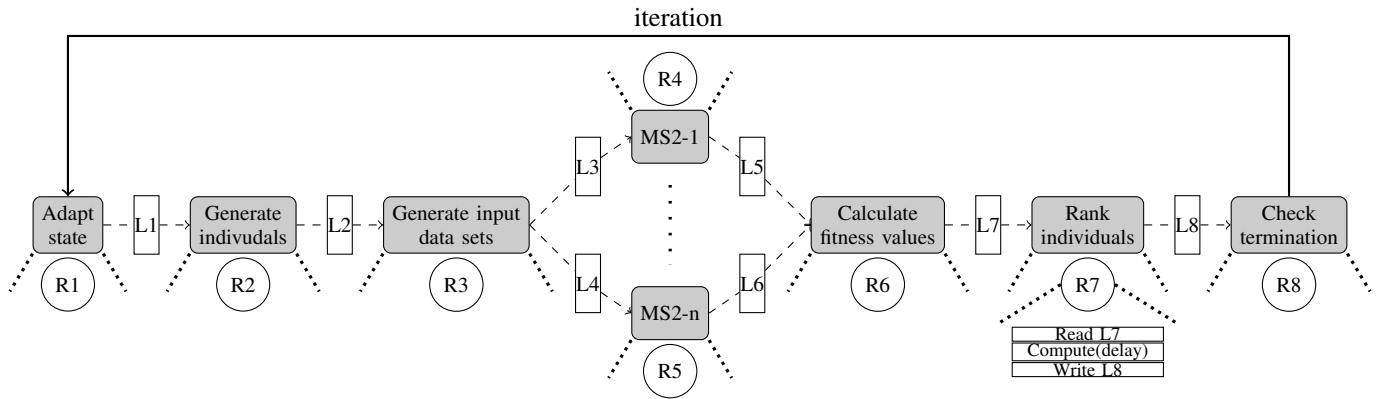 iteration
R4
MS2-1
L3
L5
Adapt
state
L1
Generate
indivudals
L2
Generate input
data sets
Calculate
fitness values
L7
Rank
individuals
L8
Check
termination
R1
R2
R3
L4
L6
R6
R7
R8
MS2-n
R5
Read L7
Compute(delay)
Write L8